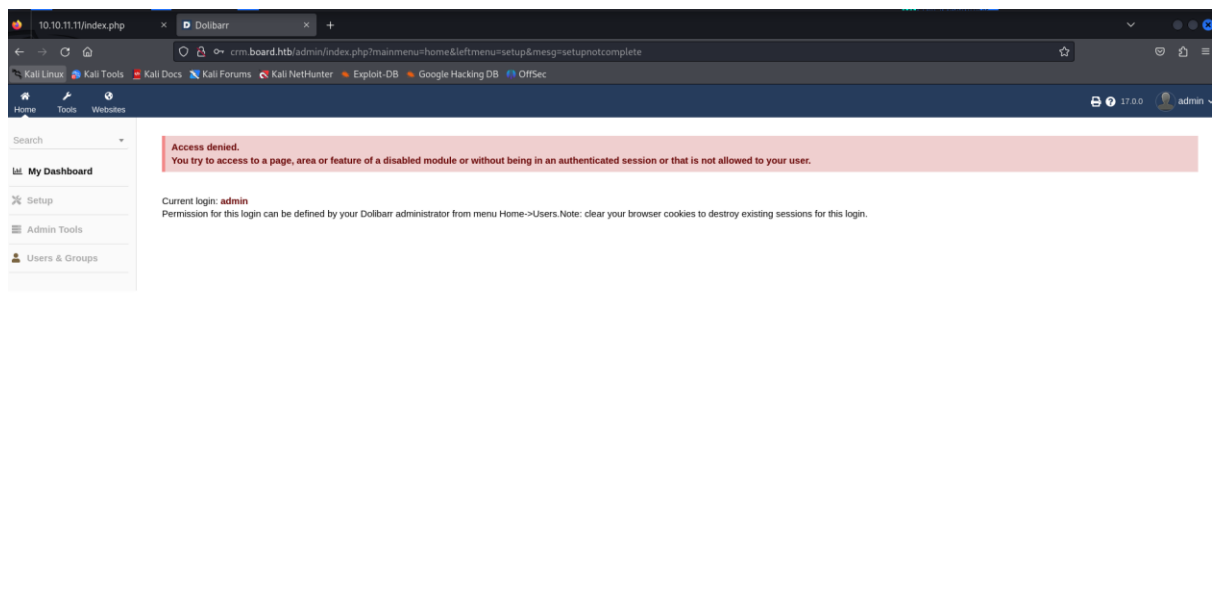 10.10.11.11/index.php
Dolibarr
crm.board.htb/admin/index.php?mainmenu=home&leftmenu=setup&mesg=setupnotcomplete
Kali Linux Kali Tools Kali Docs Kali Forums Kali NetHunter Exploit-DB Google Hacking DB OffSec
Home Tools Websites
17.0.0 admin
Search
My Dashboard
Setup
Admin Tools
Users & Groups
Access denied.
You try to access to a page, area or feature of a disabled module or without being in an authenticated session or that is not allowed to your user.
Current login: admin
Permission for this login can be defined by your Dolibarr administrator from menu Home->Users.Note: clear your browser cookies to destroy existing sessions for this login.